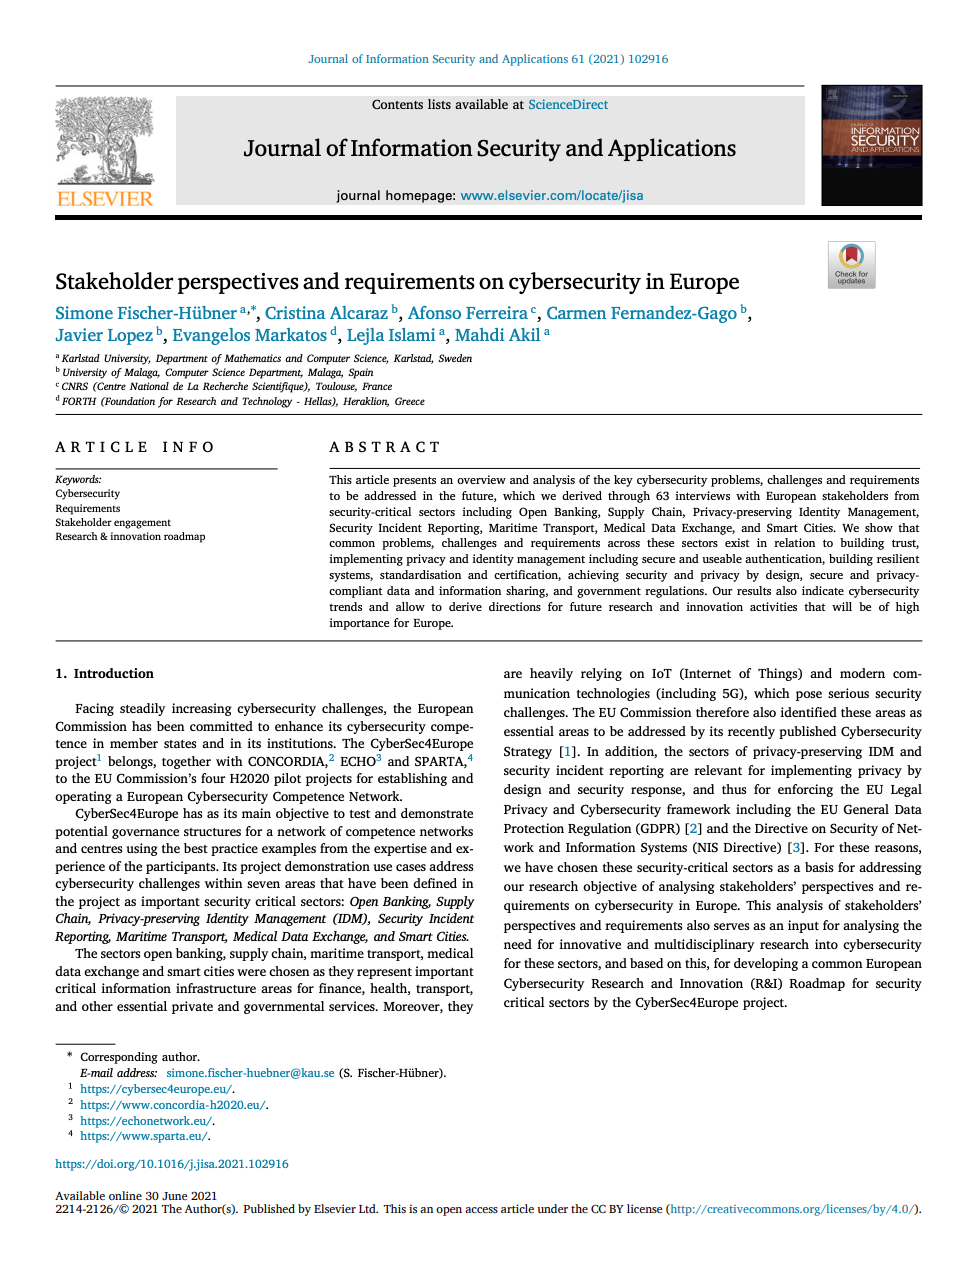 Journal of Information Security and Applications 61 (2021) 102916
Contents lists available at ScienceDirect
Journal of Information Security and Applications
journal homepage: www.elsevier.com/locate/jisa
ELSEVIER
JOURNAL OF
INFORMATION
SECURITY
AND APPLICATIONS
Check for
updates
Stakeholder perspectives and requirements on cybersecurity in Europe
Simone Fischer-Hübner a,*, Cristina Alcaraz b, Afonso Ferreira c, Carmen Fernandez-Gago b,
Javier Lopez b, Evangelos Markatos d, Lejla Islami a, Mahdi Akil a
a Karlstad University, Department of Mathematics and Computer Science, Karlstad, Sweden
b University of Malaga, Computer Science Department, Malaga, Spain
c CNRS (Centre National de La Recherche Scientifique), Toulouse, France
d FORTH (Foundation for Research and Technology - Hellas), Heraklion, Greece
ARTICLE INFO
Keywords:
Cybersecurity
Requirements
Stakeholder engagement
Research & innovation roadmap
ABSTRACT
This article presents an overview and analysis of the key cybersecurity problems, challenges and requirements
to be addressed in the future, which we derived through 63 interviews with European stakeholders from
security-critical sectors including Open Banking, Supply Chain, Privacy-preserving Identity Management,
Security Incident Reporting, Maritime Transport, Medical Data Exchange, and Smart Cities. We show that
common problems, challenges and requirements across these sectors exist in relation to building trust,
implementing privacy and identity management including secure and useable authentication, building resilient
systems, standardisation and certification, achieving security and privacy by design, secure and privacy-
compliant data and information sharing, and government regulations. Our results also indicate cybersecurity
trends and allow to derive directions for future research and innovation activities that will be of high
importance for Europe.
1. Introduction
Facing steadily increasing cybersecurity challenges, the European
Commission has been committed to enhance its cybersecurity compe-
tence in member states and in its institutions. The CyberSec4Europe
project1 belongs, together with CONCORDIA,2 ECHO3 and SPARTA,4
to the EU Commission's four H2020 pilot projects for establishing and
operating a European Cybersecurity Competence Network.
CyberSec4Europe has as its main objective to test and demonstrate
potential governance structures for a network of competence networks
and centres using the best practice examples from the expertise and ex-
perience of the participants. Its project demonstration use cases address
cybersecurity challenges within seven areas that have been defined in
the project as important security critical sectors: Open Banking, Supply
Chain, Privacy-preserving Identity Management (IDM), Security Incident
Reporting, Maritime Transport, Medical Data Exchange, and Smart Cities.
The sectors open banking, supply chain, maritime transport, medical
data exchange and smart cities were chosen as they represent important
critical information infrastructure areas for finance, health, transport,
and other essential private and governmental services. Moreover, they
are heavily relying on IoT (Internet of Things) and modern com-
munication technologies (including 5G), which pose serious security
challenges. The EU Commission therefore also identified these areas as
essential areas to be addressed by its recently published Cybersecurity
Strategy [1]. In addition, the sectors of privacy-preserving IDM and
security incident reporting are relevant for implementing privacy by
design and security response, and thus for enforcing the EU Legal
Privacy and Cybersecurity framework including the EU General Data
Protection Regulation (GDPR) [2] and the Directive on Security of Net-
work and Information Systems (NIS Directive) [3]. For these reasons,
we have chosen these security-critical sectors as a basis for addressing
our research objective of analysing stakeholders' perspectives and re-
quirements on cybersecurity in Europe. This analysis of stakeholders'
perspectives and requirements also serves as an input for analysing the
need for innovative and multidisciplinary research into cybersecurity
for these sectors, and based on this, for developing a common European
Cybersecurity Research and Innovation (R&I) Roadmap for security
critical sectors by the CyberSec4Europe project.
* Corresponding author.
E-mail address: simone.fischer-huebner@kau.se (S. Fischer-Hübner).
1 https://cybersec4europe.eu/.
2 https://www.concordia-h2020.eu/.
3 https://echonetwork.eu/.
4 https://www.sparta.eu/.
https://doi.org/10.1016/j.jisa.2021.102916
Available online 30 June 2021
2214-2126/© 2021 The Author(s). Published by Elsevier Ltd. This is an open access article under the CC BY license (http://creativecommons.org/licenses/by/4.0/).